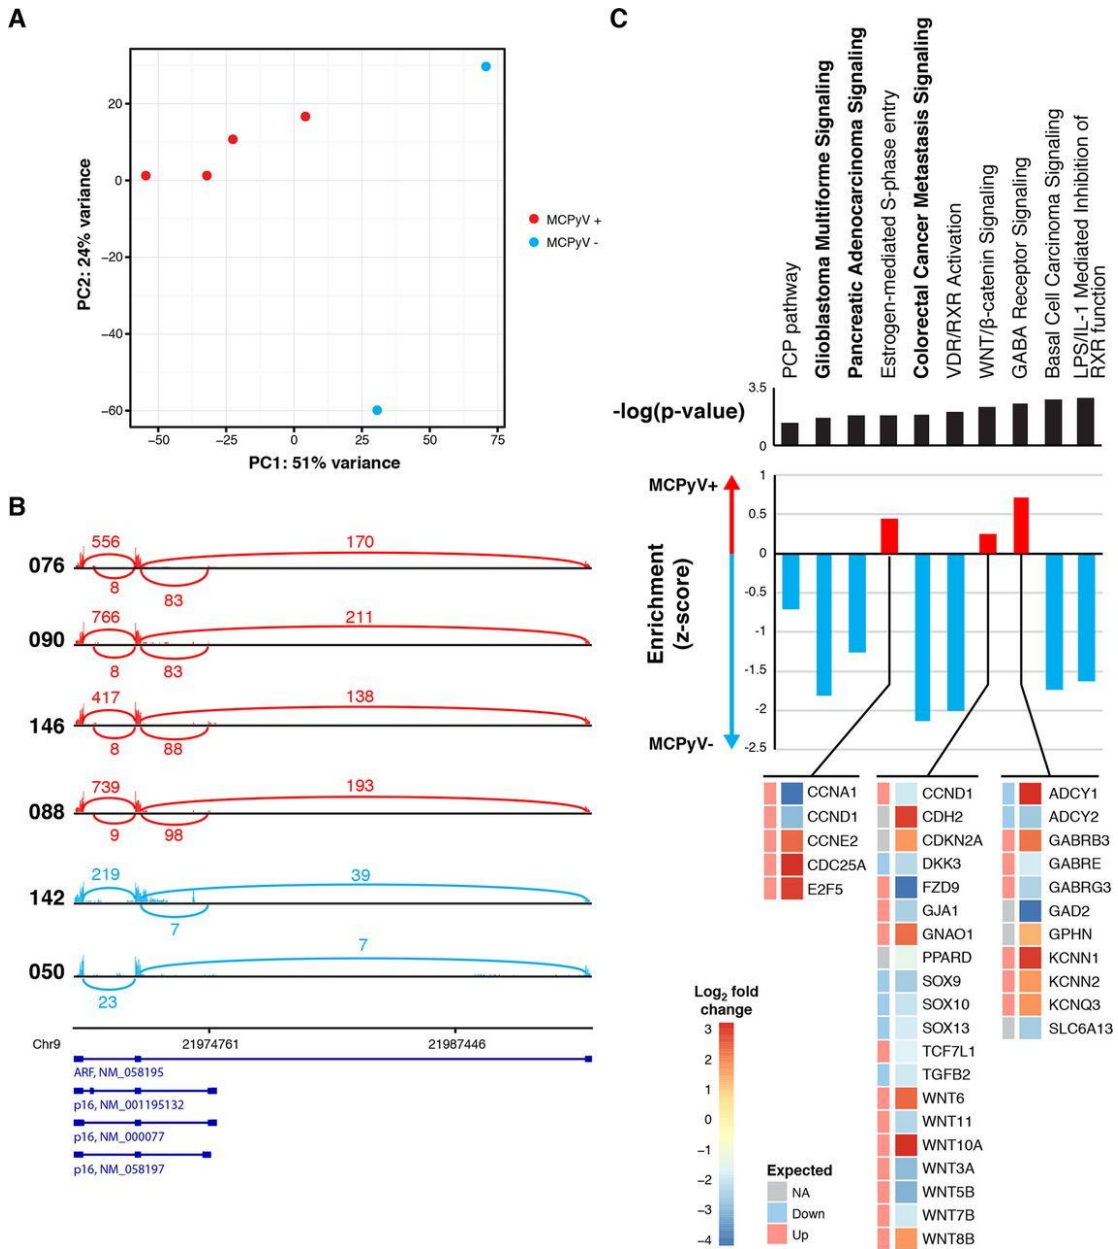 A
20
0
−20
−40
−60
PC2: 24% variance
−50
−25
0
25
50
75
PC1: 51% variance
MCPyV +
MCPyV -
B
076
556
170
8
83
090
766
211
8
83
146
417
138
8
88
088
739
193
9
98
142
219
39
7
050
7
23
Chr9
21974761
21987446
ARF, NM_058195
p16, NM_001195132
p16, NM_000077
p16, NM_058197
C
PCP pathway
Glioblastoma Multiforme Signaling
Pancreatic Adenocarcinoma Signaling
Estrogen-mediated S-phase entry
Colorectal Cancer Metastasis Signaling
VDR/RXR Activation
WNT/β-catenin Signaling
GABA Receptor Signaling
Basal Cell Carcinoma Signaling
LPS/IL-1 Mediated Inhibition of
RXR function
-log(p-value)
3.5
0
MCPyV+
Enrichment
(z-score)
MCPyV-
1
0.5
0
-0.5
-1
-1.5
-2
-2.5
CCNA1
CCND1
CCNE2
CDC25A
E2F5
CCND1
CDH2
CDKN2A
DKK3
FZD9
GJA1
GNAO1
PPARD
SOX9
SOX10
SOX13
TCF7L1
TGFB2
WNT6
WNT11
WNT10A
WNT3A
WNT5B
WNT7B
WNT8B
ADCY1
ADCY2
GABRB3
GABRE
GABRG3
GAD2
GPHN
KCNN1
KCNN2
KCNQ3
SLC6A13
Log2 fold
change
3
2
1
0
−1
−2
−3
−4
Expected
NA
Down
Up